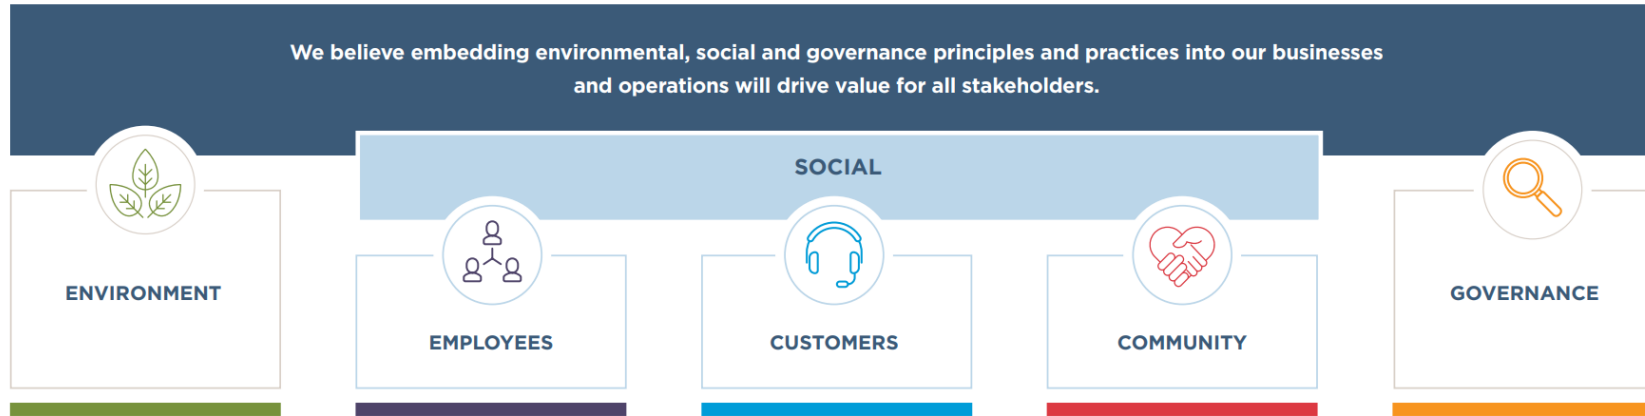 We believe embedding environmental, social and governance principles and practices into our businesses
and operations will drive value for all stakeholders.
SOCIAL
ENVIRONMENT
EMPLOYEES
CUSTOMERS
COMMUNITY
GOVERNANCE